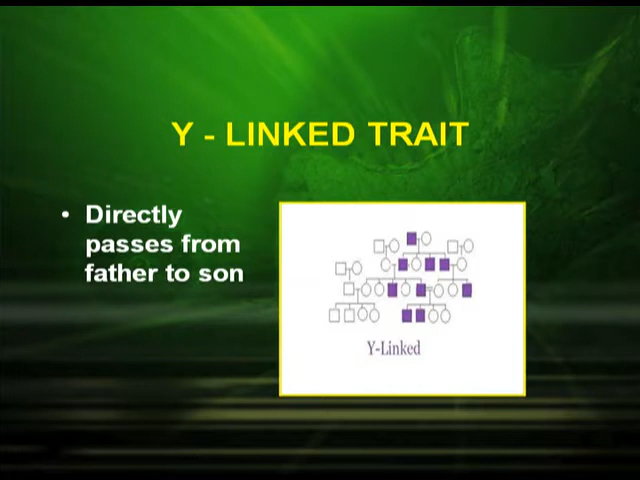 Y - LINKED TRAIT
• Directly
passes from
father to son
Y-Linked